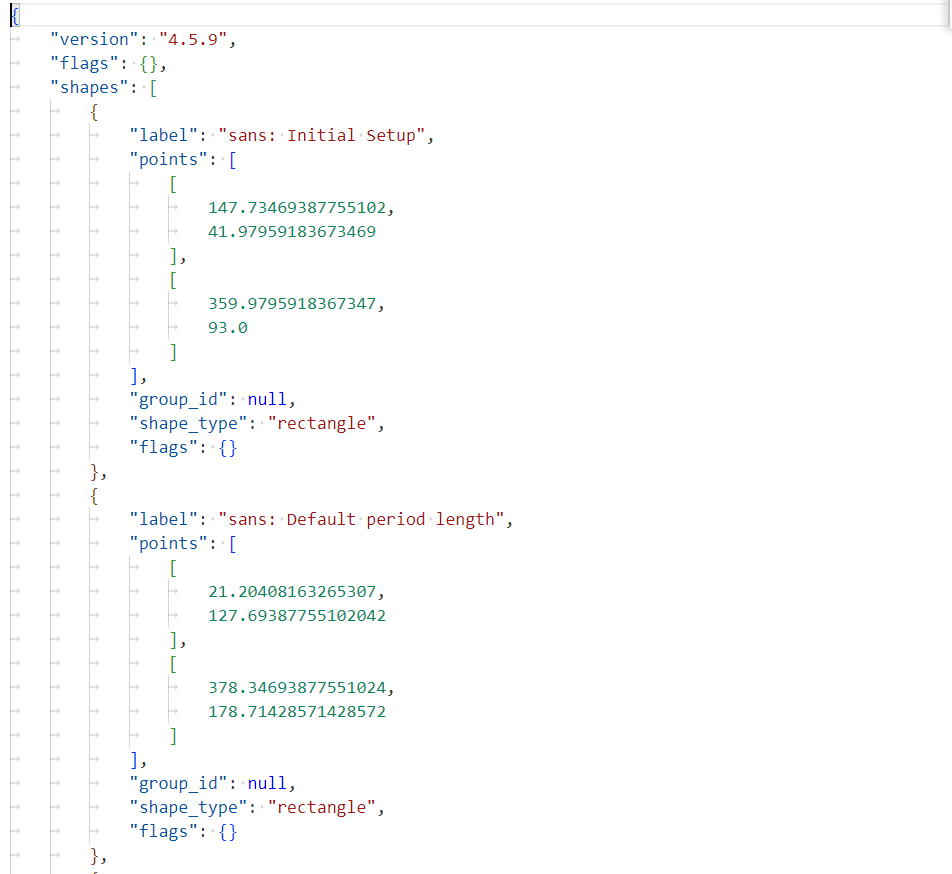 {
"version": "4.5.9",
"flags": {},
"shapes": [
{
"label": "sans: Initial Setup",
"points": [
[
147.73469387755102,
41.97959183673469
],
[
359.9795918367347,
93.0
]
],
"group_id": null,
"shape_type": "rectangle",
"flags": {}
},
{
"label": "sans: Default period length",
"points": [
[
21.20408163265307,
127.69387755102042
],
[
378.34693877551024,
178.71428571428572
]
],
"group_id": null,
"shape_type": "rectangle",
"flags": {}
},